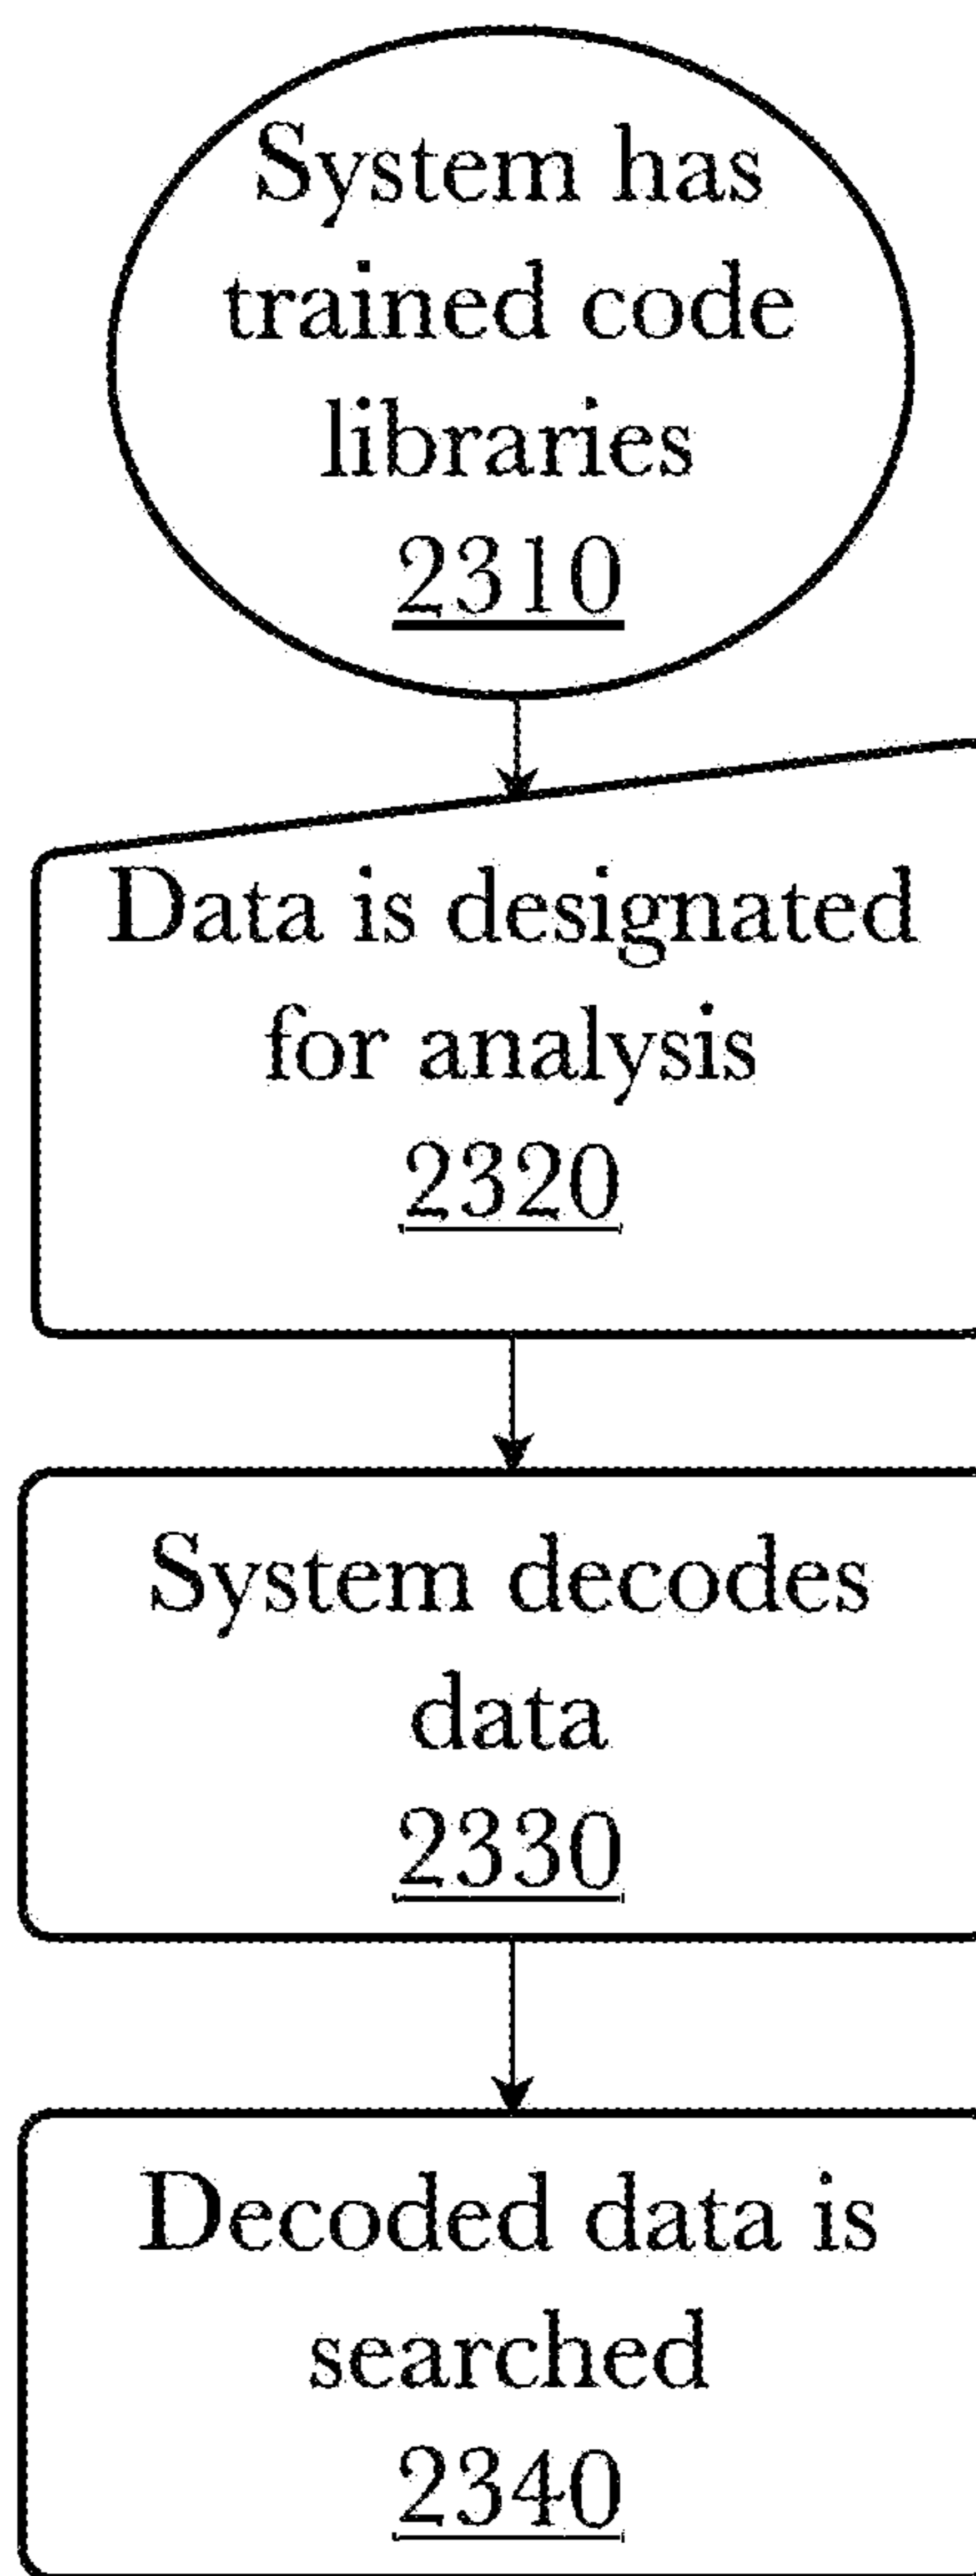 System has
trained code
libraries
2310
Data is designated
for analysis
2320
System decodes
data
2330
Decoded data is
searched
2340